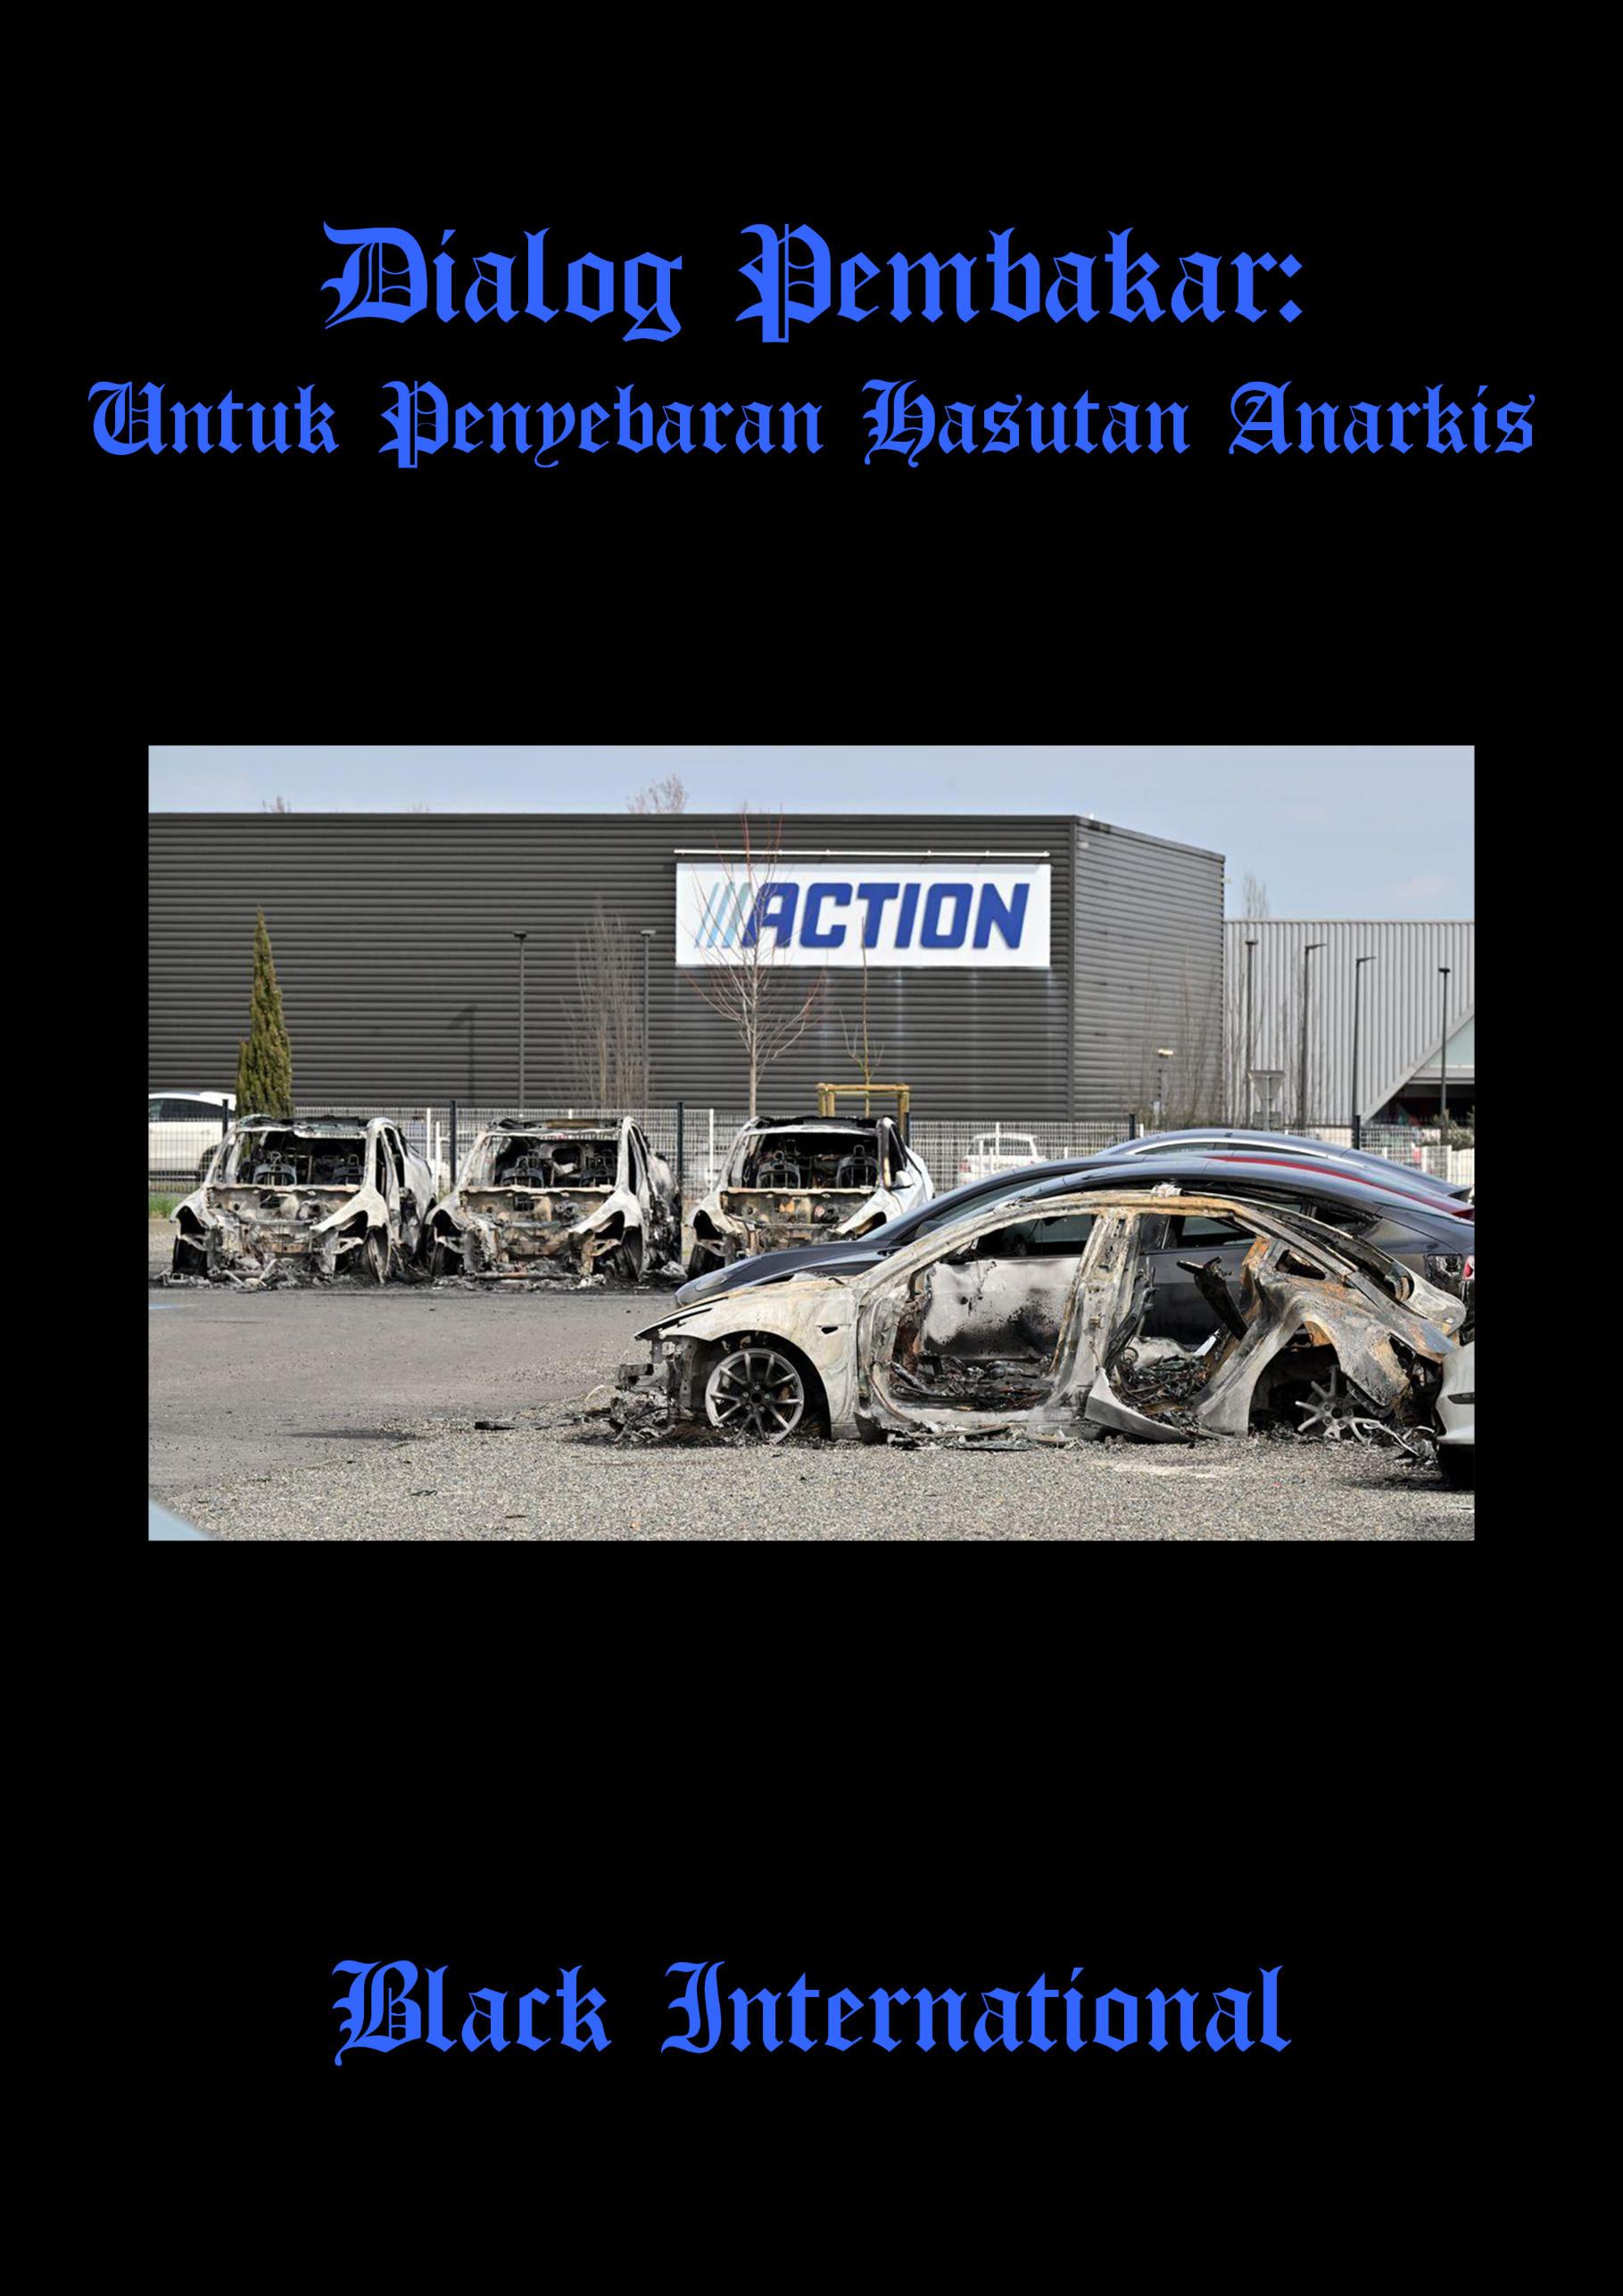 Dialog Pembakar:
Untuk Penyebaran Hasutan Anarkis
ACTION
Black International